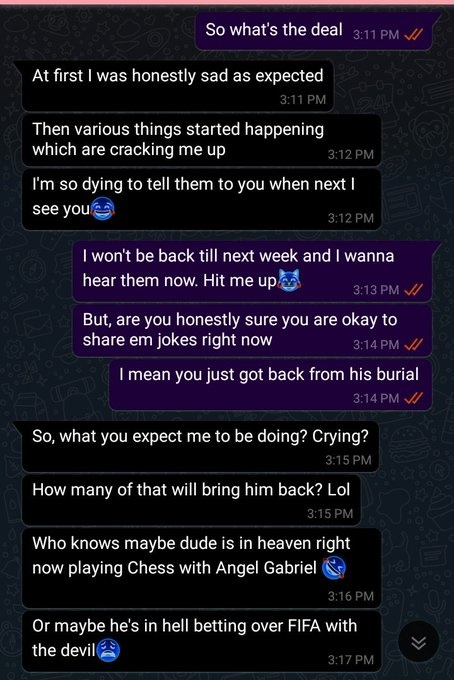 So what's the deal
3:11 PM
At first I was honestly sad as expected
3:11 PM
Then various things started happening
which are cracking me up
3:12 PM
I'm so dying to tell them to you when next I
see you😂
3:12 PM
I won't be back till next week and I wanna
hear them now. Hit me up😹
3:13 PM
But, are you honestly sure you are okay to
share em jokes right now
3:14 PM
I mean you just got back from his burial
3:14 PM
So, what you expect me to be doing? Crying?
3:15 PM
How many of that will bring him back? Lol
3:15 PM
Who knows maybe dude is in heaven right
now playing Chess with Angel Gabriel 🤣
3:16 PM
Or maybe he's in hell betting over FIFA with
the devil😩
3:17 PM